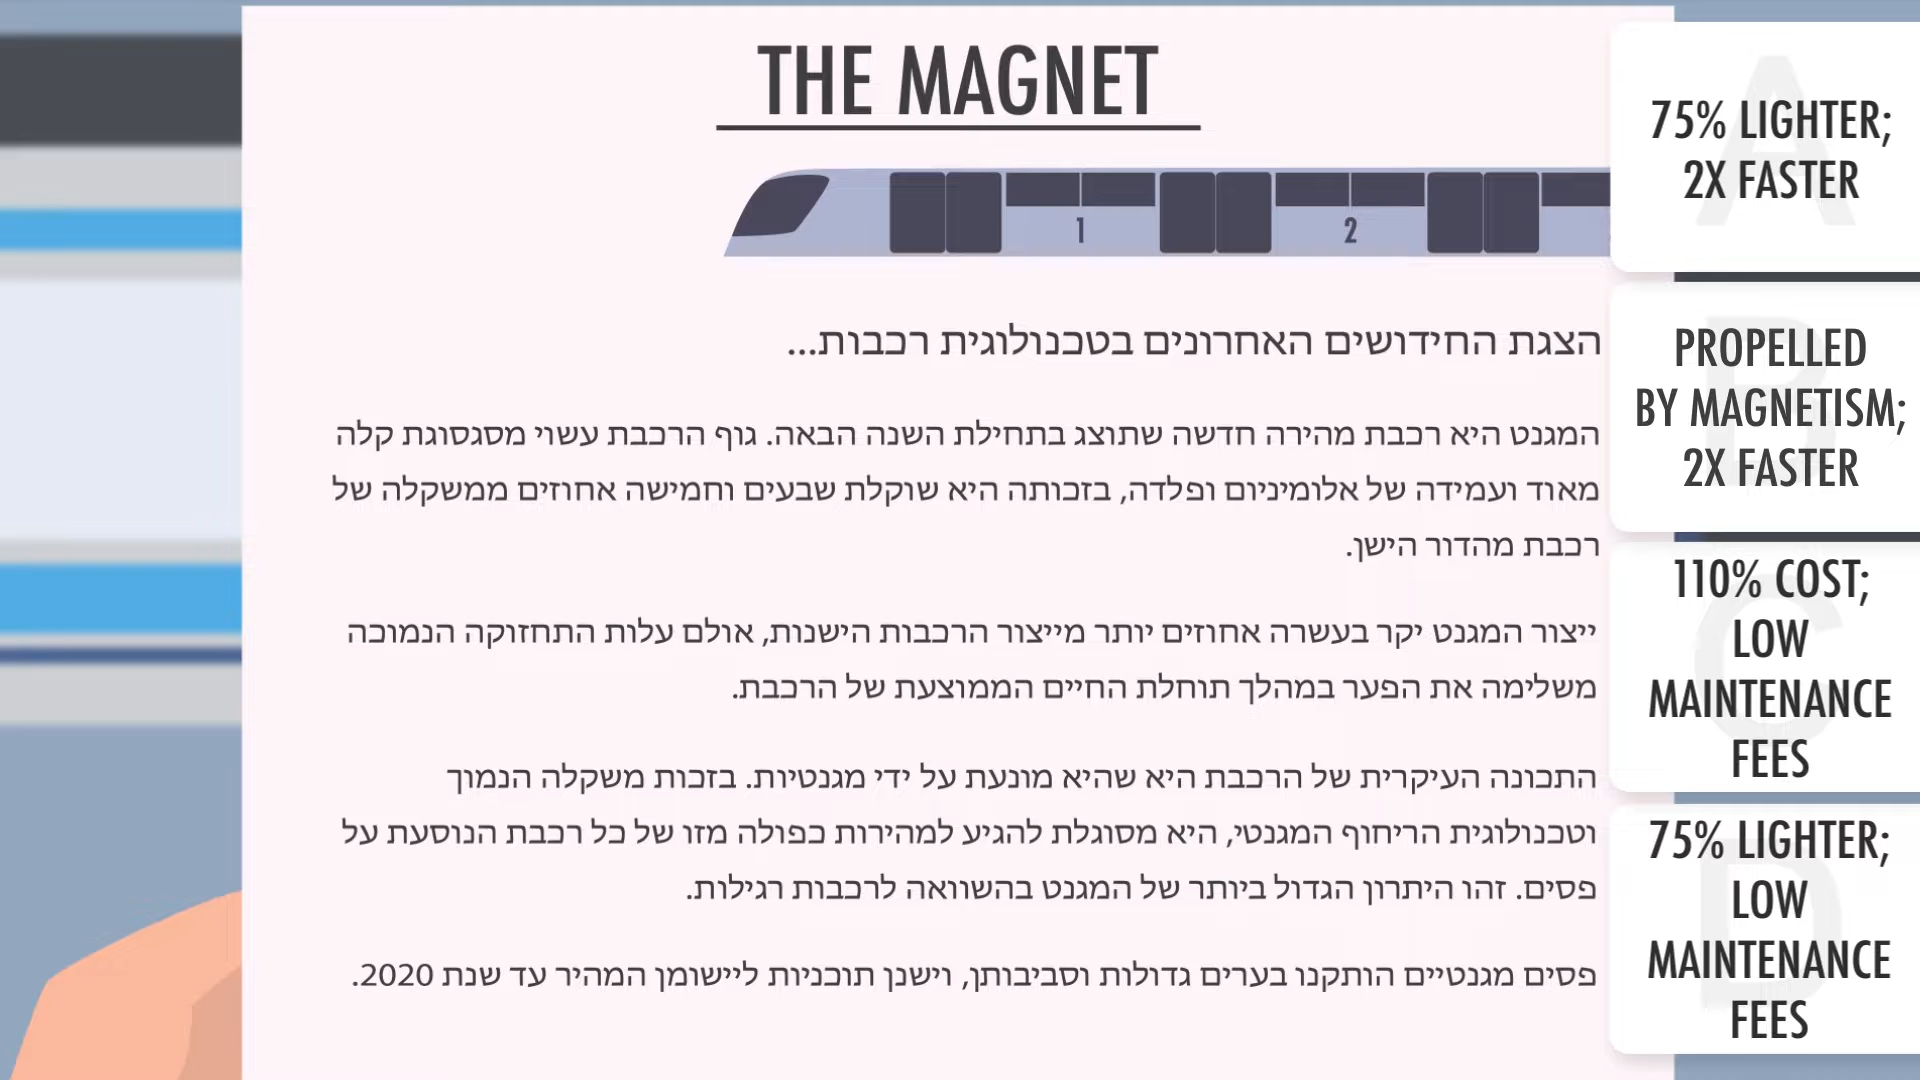 THE MAGNET
1
2
הצגת החידושים האחרונים בטכנולוגית רכבות...
המגנט היא רכבת מהירה חדשה שתוצג בתחילת השנה הבאה. גוף הרכבת עשוי מסגסוגת קלה
מאוד ועמידה של אלומיניום ופלדה, בזכותה היא שוקלת שבעים וחמישה אחוזים ממשקלה של
רכבת מהדור הישן.
ייצור המגנט יקר בעשרה אחוזים יותר מייצור הרכבות הישנות, אולם עלות התחזוקה הנמוכה
משלימה את הפער במהלך תוחלת החיים הממוצעת של הרכבת.
התכונה העיקרית של הרכבת היא שהיא מונעת על ידי מגנטיות. בזכות משקלה הנמוך
וטכנולוגית הריחוף המגנטי, היא מסוגלת להגיע למהירות כפולה מזו של כל רכבת הנוסעת על
פסים. זהו היתרון הגדול ביותר של המגנט בהשוואה לרכבות רגילות.
פסים מגנטיים הותקנו בערים גדולות וסביבותן, וישנן תוכניות ליישומן המהיר עד שנת 2020.
A
75% LIGHTER;
2X FASTER
B
PROPELLED
BY MAGNETISM;
2X FASTER
C
110% COST;
LOW
MAINTENANCE
FEES
D
75% LIGHTER;
LOW
MAINTENANCE
FEES